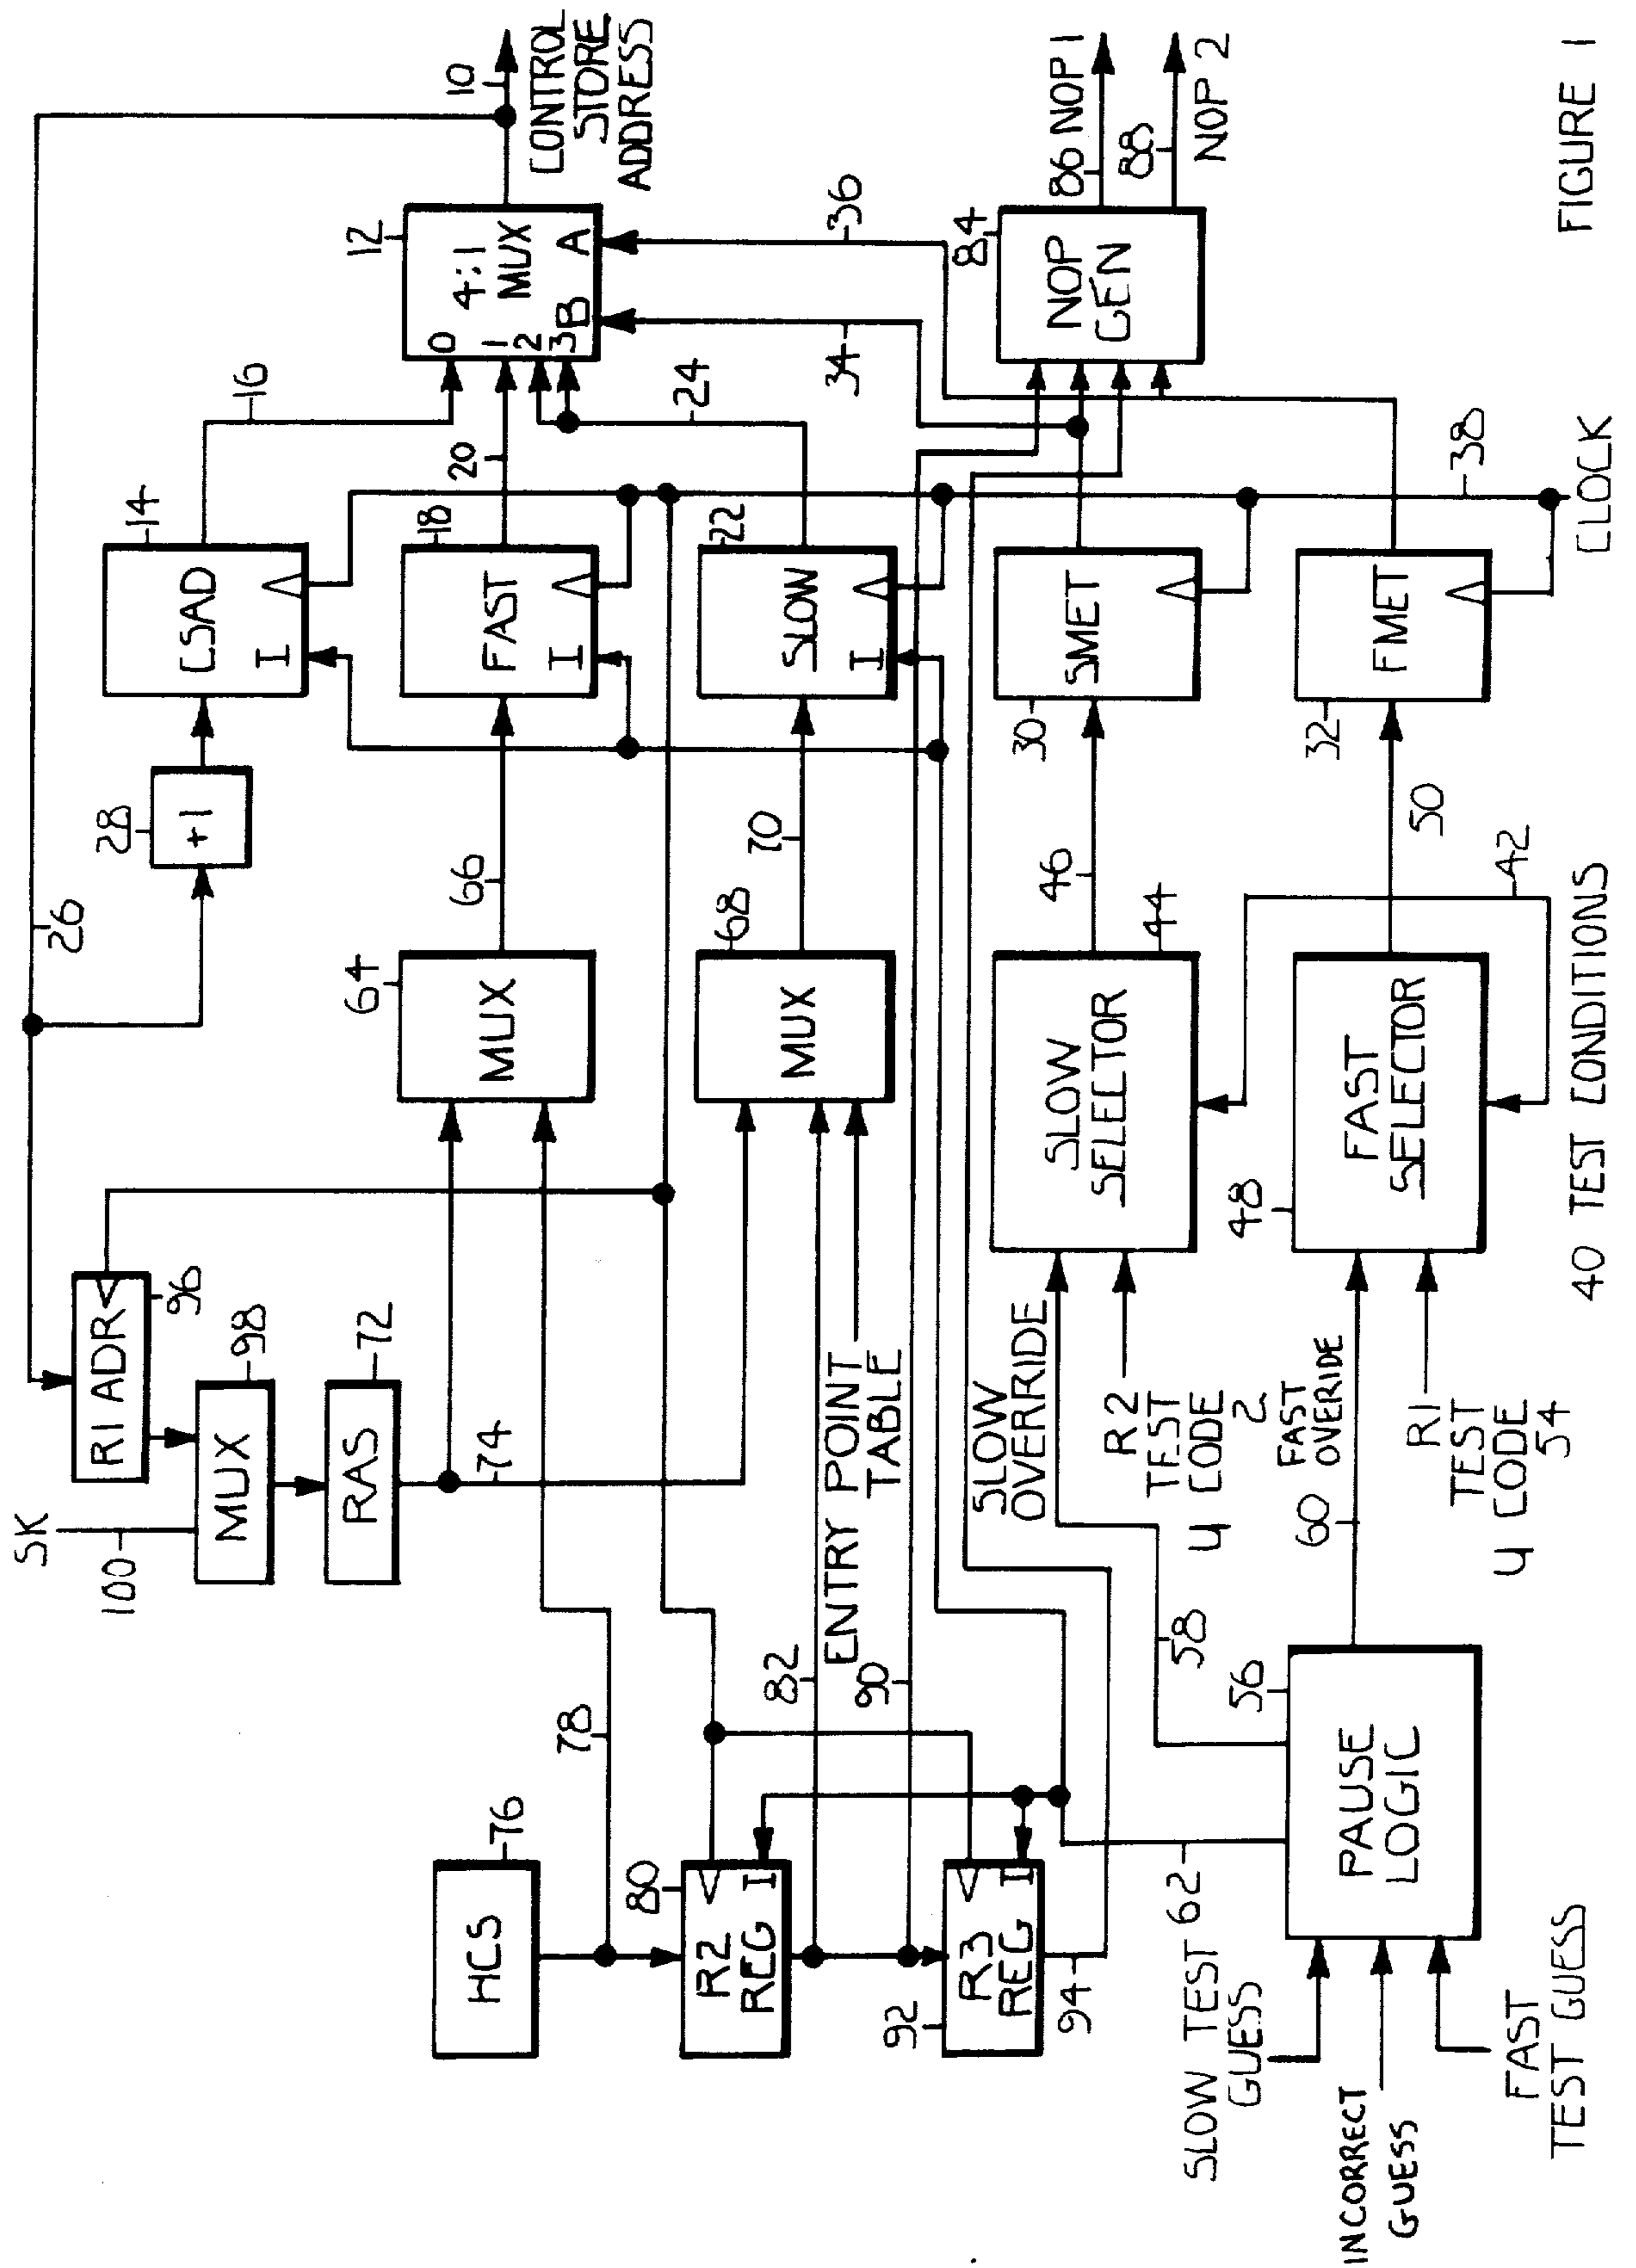 SK
100
R1 ADR
96
MUX
98
RAS
72
74
26
28
+1
CSAD
I
14
16
10
CONTROL
STORE
ADDRESS
12
4:1
MUX
0
1
2
3
B
A
HCS
76
78
MUX
64
66
FAST
I
18
20
R2
REG
I
80
82
ENTRY POINT
TABLE
MUX
68
70
SLOW
I
22
24
34
36
90
92
R3
REG
I
94
SLOW
OVERRIDE
R2
TEST
μ CODE
2
SLOW
SELECTOR
44
46
SMET
30
NOP
GEN
84
86 NOP 1
88
NOP 2
SLOW TEST
GUESS
INCORRECT
GUESS
FAST
TEST GUESS
62
PAUSE
LOGIC
56
58
60
FAST
OVERIDE
R1
TEST
μ CODE
54
FAST
SELECTOR
48
50
42
FMET
32
38
CLOCK
40 TEST CONDITIONS
FIGURE 1